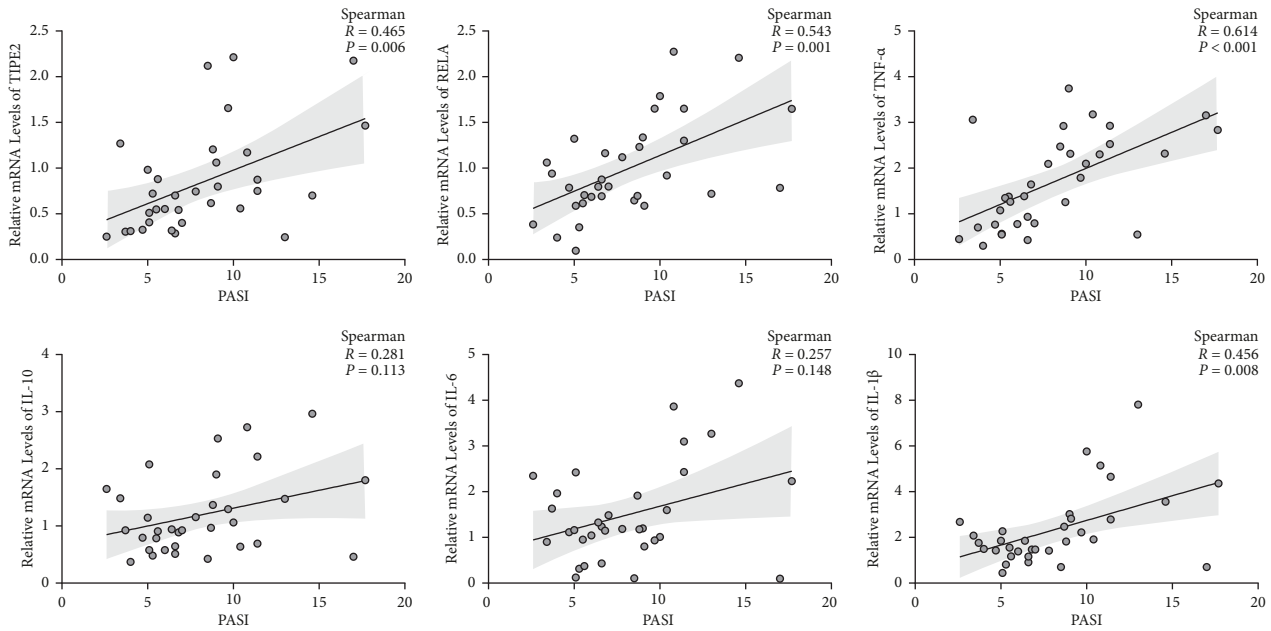 Spearman
R = 0.465
P = 0.006
Relative mRNA Levels of TIPE2
2.5
2.0
1.5
1.0
0.5
0.0
0 5 10 15 20
PASI
Spearman
R = 0.543
P = 0.001
Relative mRNA Levels of RELA
2.5
2.0
1.5
1.0
0.5
0.0
0 5 10 15 20
PASI
Spearman
R = 0.614
P < 0.001
Relative mRNA Levels of TNF-α
5
4
3
2
1
0
0 5 10 15 20
PASI
Spearman
R = 0.281
P = 0.113
Relative mRNA Levels of IL-10
4
3
2
1
0
0 5 10 15 20
PASI
Spearman
R = 0.257
P = 0.148
Relative mRNA Levels of IL-6
5
4
3
2
1
0
0 5 10 15 20
PASI
Spearman
R = 0.456
P = 0.008
Relative mRNA Levels of IL-1β
10
8
6
4
2
0
0 5 10 15 20
PASI